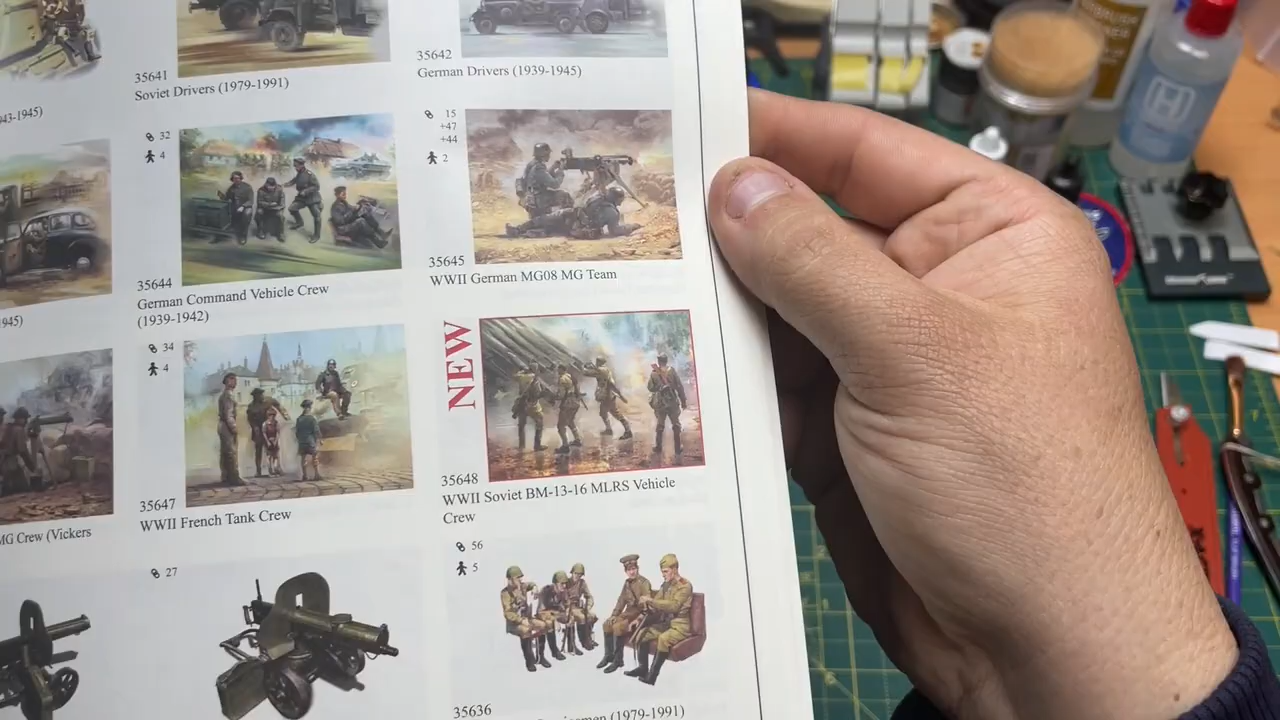 35641
Soviet Drivers (1979-1991)
35642
German Drivers (1939-1945)
43-1945)
32
4
35644
German Command Vehicle Crew
(1939-1942)
15
+47
+44
2
35645
WWII German MG08 MG Team
945)
34
4
35647
WWII French Tank Crew
NEW
35648
WWII Soviet BM-13-16 MLRS Vehicle
Crew
MG Crew (Vickers
27
56
5
35636
(1979-1991)
H